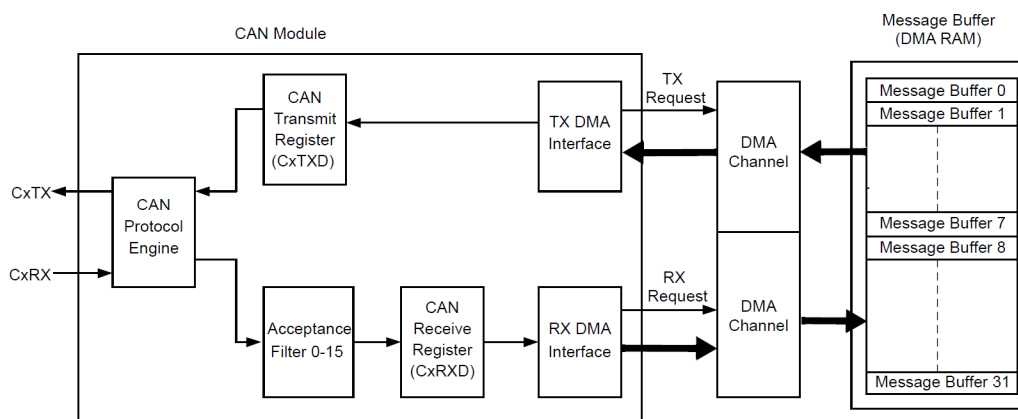 CAN Module
Message Buffer
(DMA RAM)
CAN
Transmit
Register
(CxTXD)
TX DMA
Interface
TX
Request
DMA
Channel
Message Buffer 0
Message Buffer 1
Message Buffer 7
Message Buffer 8
Message Buffer 31
CxTX
CxRX
CAN
Protocol
Engine
Acceptance
Filter 0-15
CAN
Receive
Register
(CxRXD)
RX DMA
Interface
RX
Request
DMA
Channel